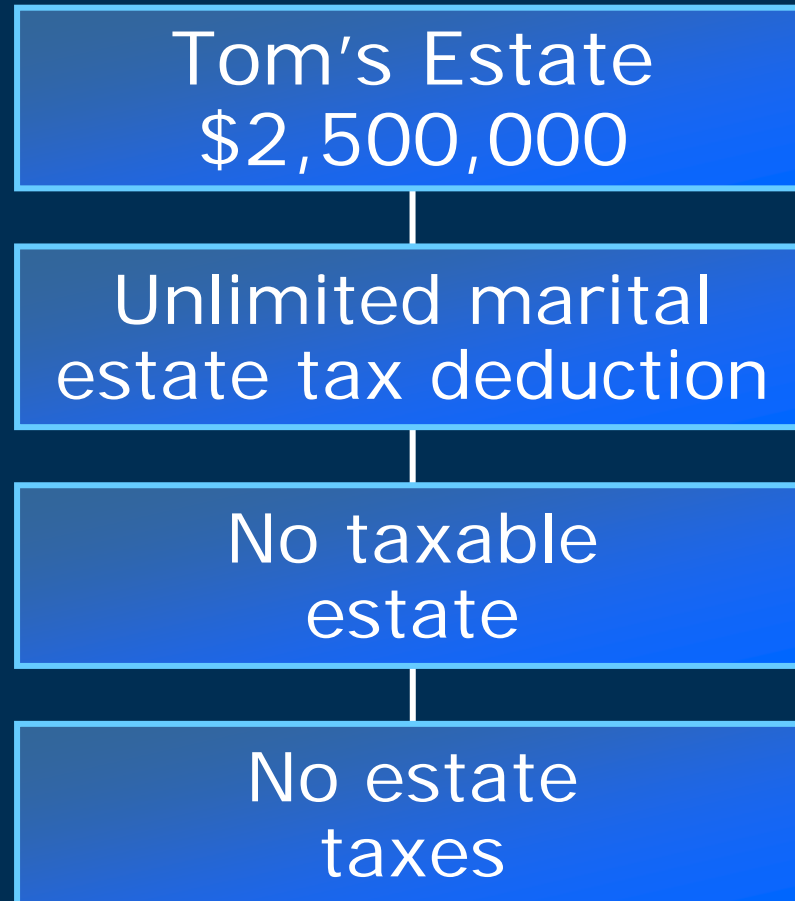 Tom’s Estate
$2,500,000
Unlimited marital
estate tax deduction
No taxable
estate
No estate
taxes